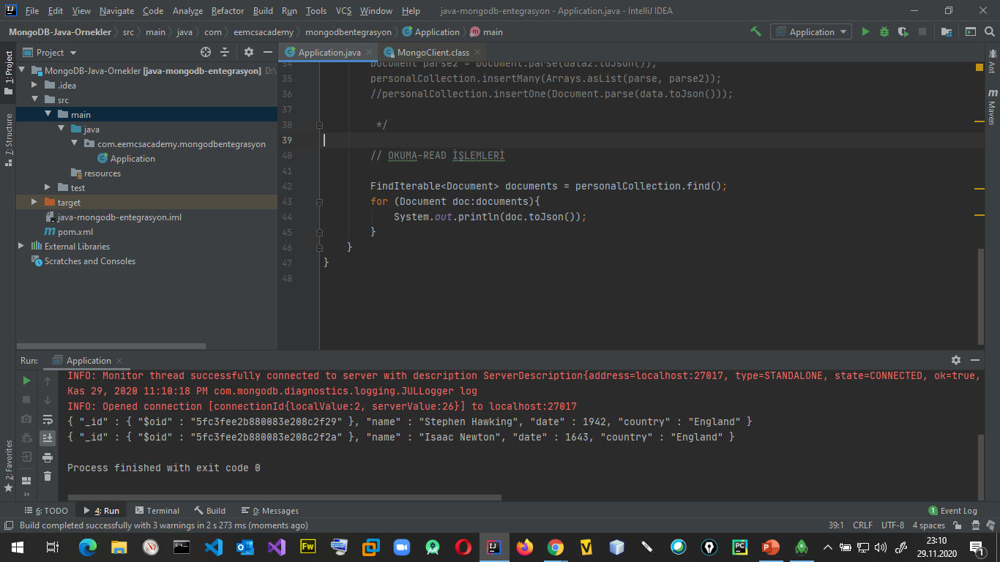 File Edit View Navigate Code Analyze Refactor Build Run Tools VCS Window Help java-mongodb-entegrasyon - Application.java - IntelliJ IDEA
MongoDB-Java-Ornekler src main java com eemcsacademy mongodbentegrasyon Application main Application
Project
Application.java
MongoClient.class
1: Project
7: Structure
2: Favorites
Ant
Maven
MongoDB-Java-Ornekler [java-mongodb-entegrasyon] D:\
.idea
src
main
java
com.eemcsacademy.mongodbentegrasyon
Application
resources
test
target
java-mongodb-entegrasyon.iml
pom.xml
External Libraries
Scratches and Consoles
34 Document parse2 = Document.parse(data2.toJson());
35 personalCollection.insertMany(Arrays.asList(parse, parse2));
36 //personalCollection.insertOne(Document.parse(data.toJson()));
37
38 */
39
40 // OKUMA-READ İŞLEMLERİ
41
42 FindIterable<Document> documents = personalCollection.find();
43 for (Document doc:documents){
44 System.out.println(doc.toJson());
45 }
46 }
47 }
48
Run: Application
INFO: Monitor thread successfully connected to server with description ServerDescription{address=localhost:27017, type=STANDALONE, state=CONNECTED, ok=true,
Kas 29, 2020 11:10:18 PM com.mongodb.diagnostics.logging.JULLogger log
INFO: Opened connection [connectionId{localValue:2, serverValue:26}] to localhost:27017
{ "_id" : { "$oid" : "5fc3fee2b880083e208c2f29" }, "name" : "Stephen Hawking", "date" : 1942, "country" : "England" }
{ "_id" : { "$oid" : "5fc3fee2b880083e208c2f2a" }, "name" : "Isaac Newton", "date" : 1643, "country" : "England" }
Process finished with exit code 0
6: TODO 4: Run Terminal Build 0: Messages 1 Event Log
Build completed successfully with 3 warnings in 2 s 273 ms (moments ago) 39:1 CRLF UTF-8 4 spaces
23:10
29.11.2020